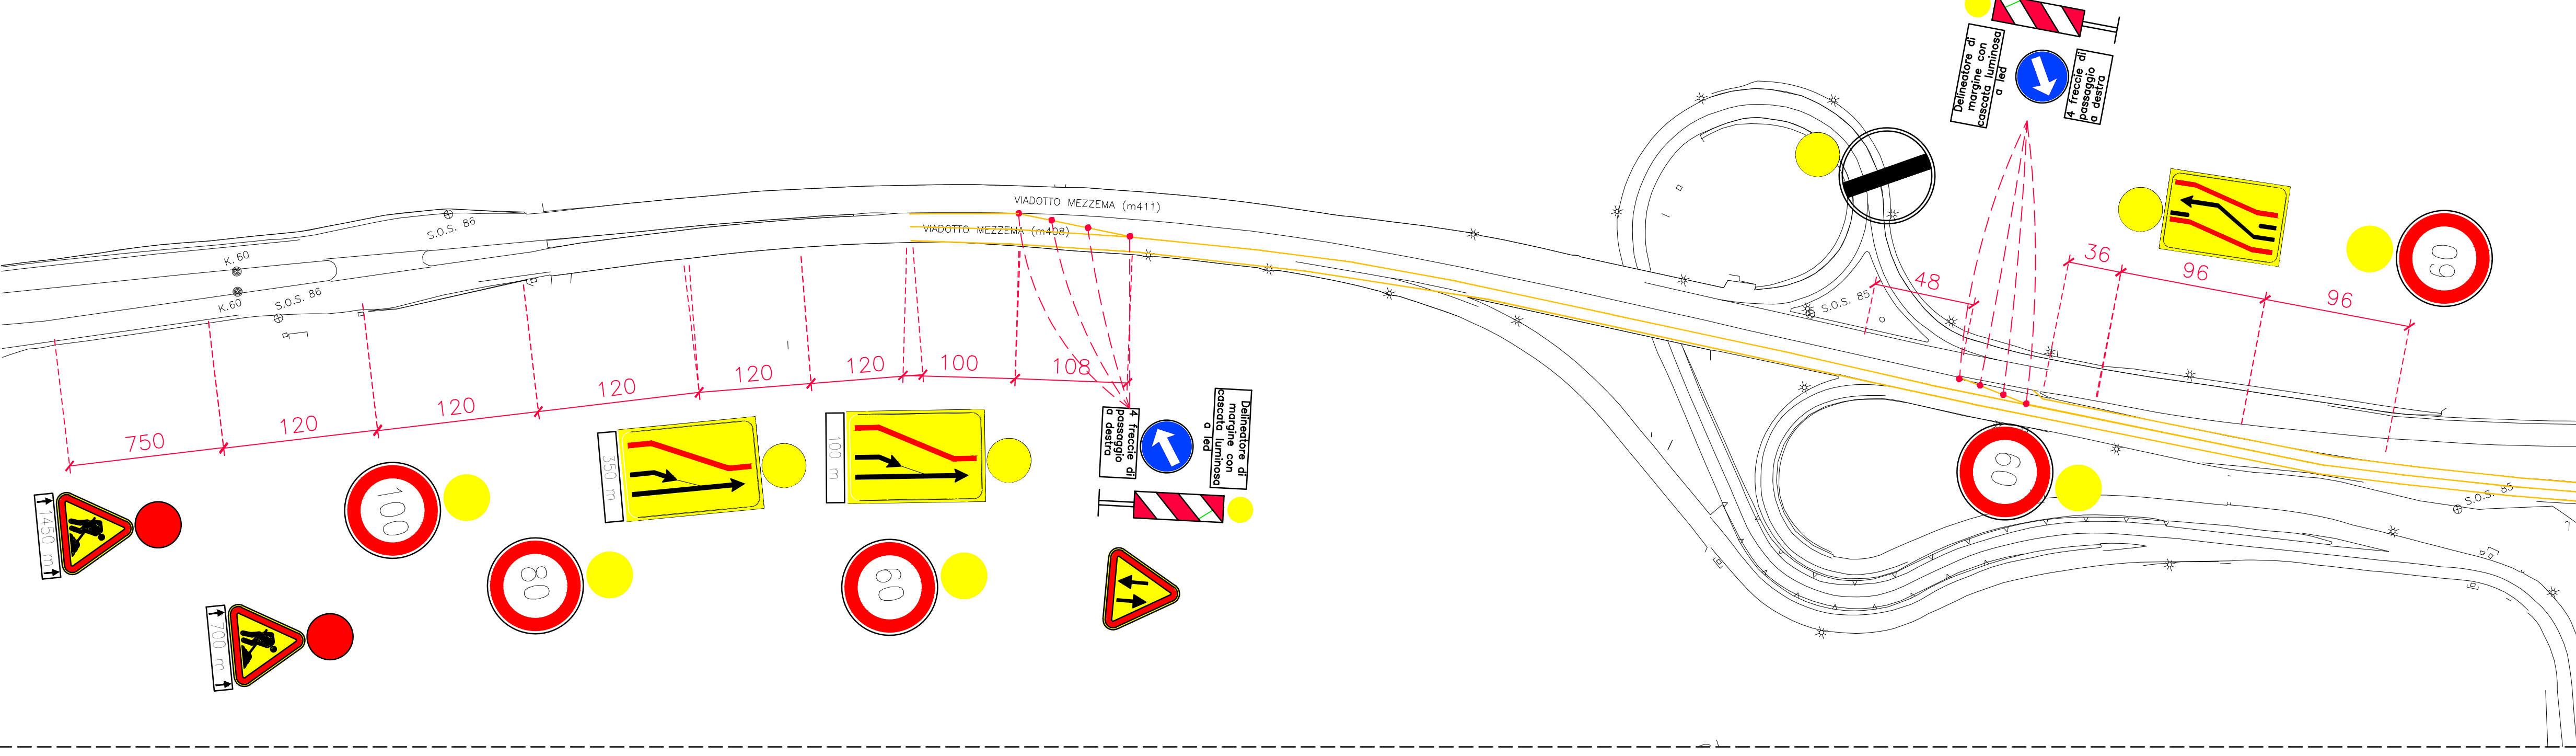 Delineatore di
margine con
cascata luminosa
a led
4 freccie di
passaggio
a destra
S.O.S. 86
K.60
K.60
S.O.S. 86
VIADOTTO MEZZEMA (m411)
VIADOTTO MEZZEMA (m408)
S.O.S. 85
48
36
96
96
60
750
120
120
120
120
120
100
108
1450 m
700 m
100
80
350 m
100 m
60
4 freccie di
passaggio
a destra
Delineatore di
margine con
cascata luminosa
a led
60
S.O.S. 85